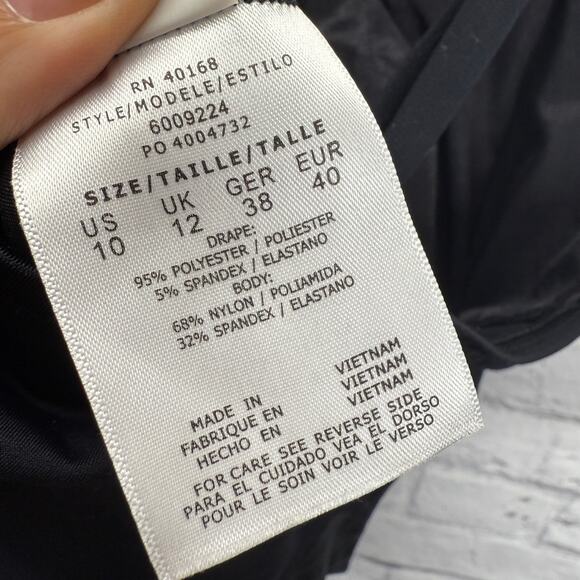 RN 40168
STYLE/MODELE/ESTILO
6009224
PO 4004732
SIZE/TAILLE/TALLE
US UK GER EUR
10 12 38 40
DRAPE:
95% POLYESTER / POLIESTER
5% SPANDEX / ELASTANO
BODY:
68% NYLON / POLIAMIDA
32% SPANDEX / ELASTANO
MADE IN VIETNAM
FABRIQUE EN VIETNAM
HECHO EN VIETNAM
FOR CARE SEE REVERSE SIDE
PARA EL CUIDADO VEA EL DORSO
POUR LE SOIN VOIR LE VERSO